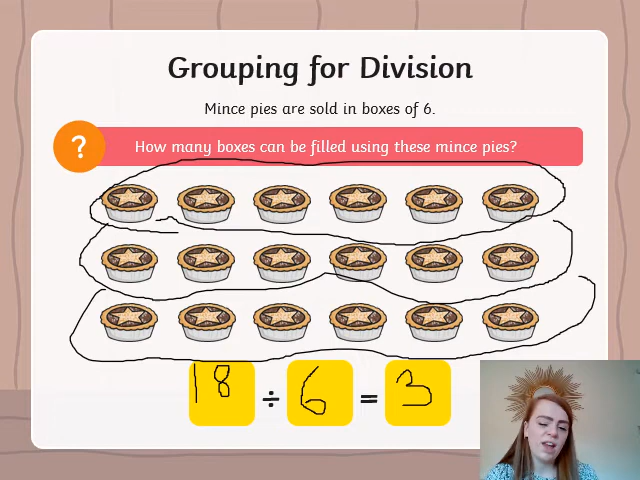 Grouping for Division
Mince pies are sold in boxes of 6.
? How many boxes can be filled using these mince pies?
18 ÷ 6 = 3